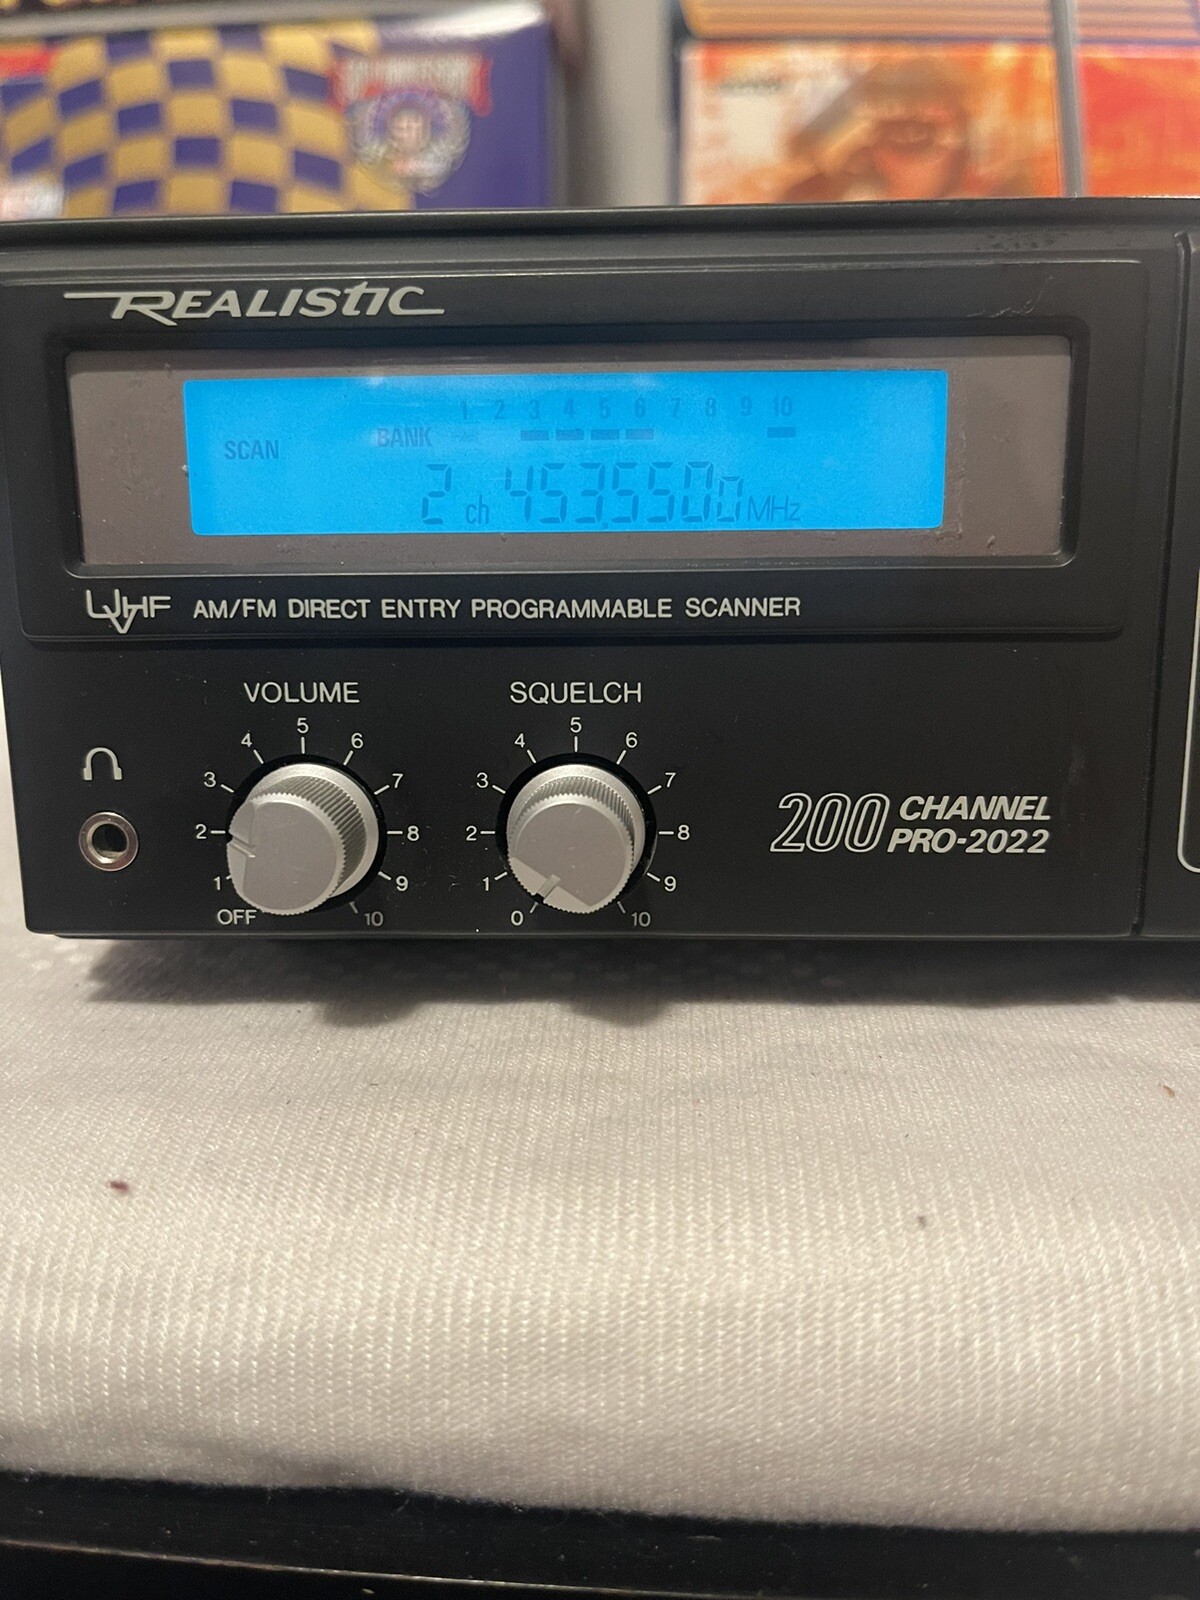 REALISTIC
1 2 3 4 5 6 7 8 9 10
SCAN BANK
2 ch 453.5500 MHz
UVHF AM/FM DIRECT ENTRY PROGRAMMABLE SCANNER
VOLUME
OFF 1 2 3 4 5 6 7 8 9 10
SQUELCH
0 1 2 3 4 5 6 7 8 9 10
200 CHANNEL
PRO-2022